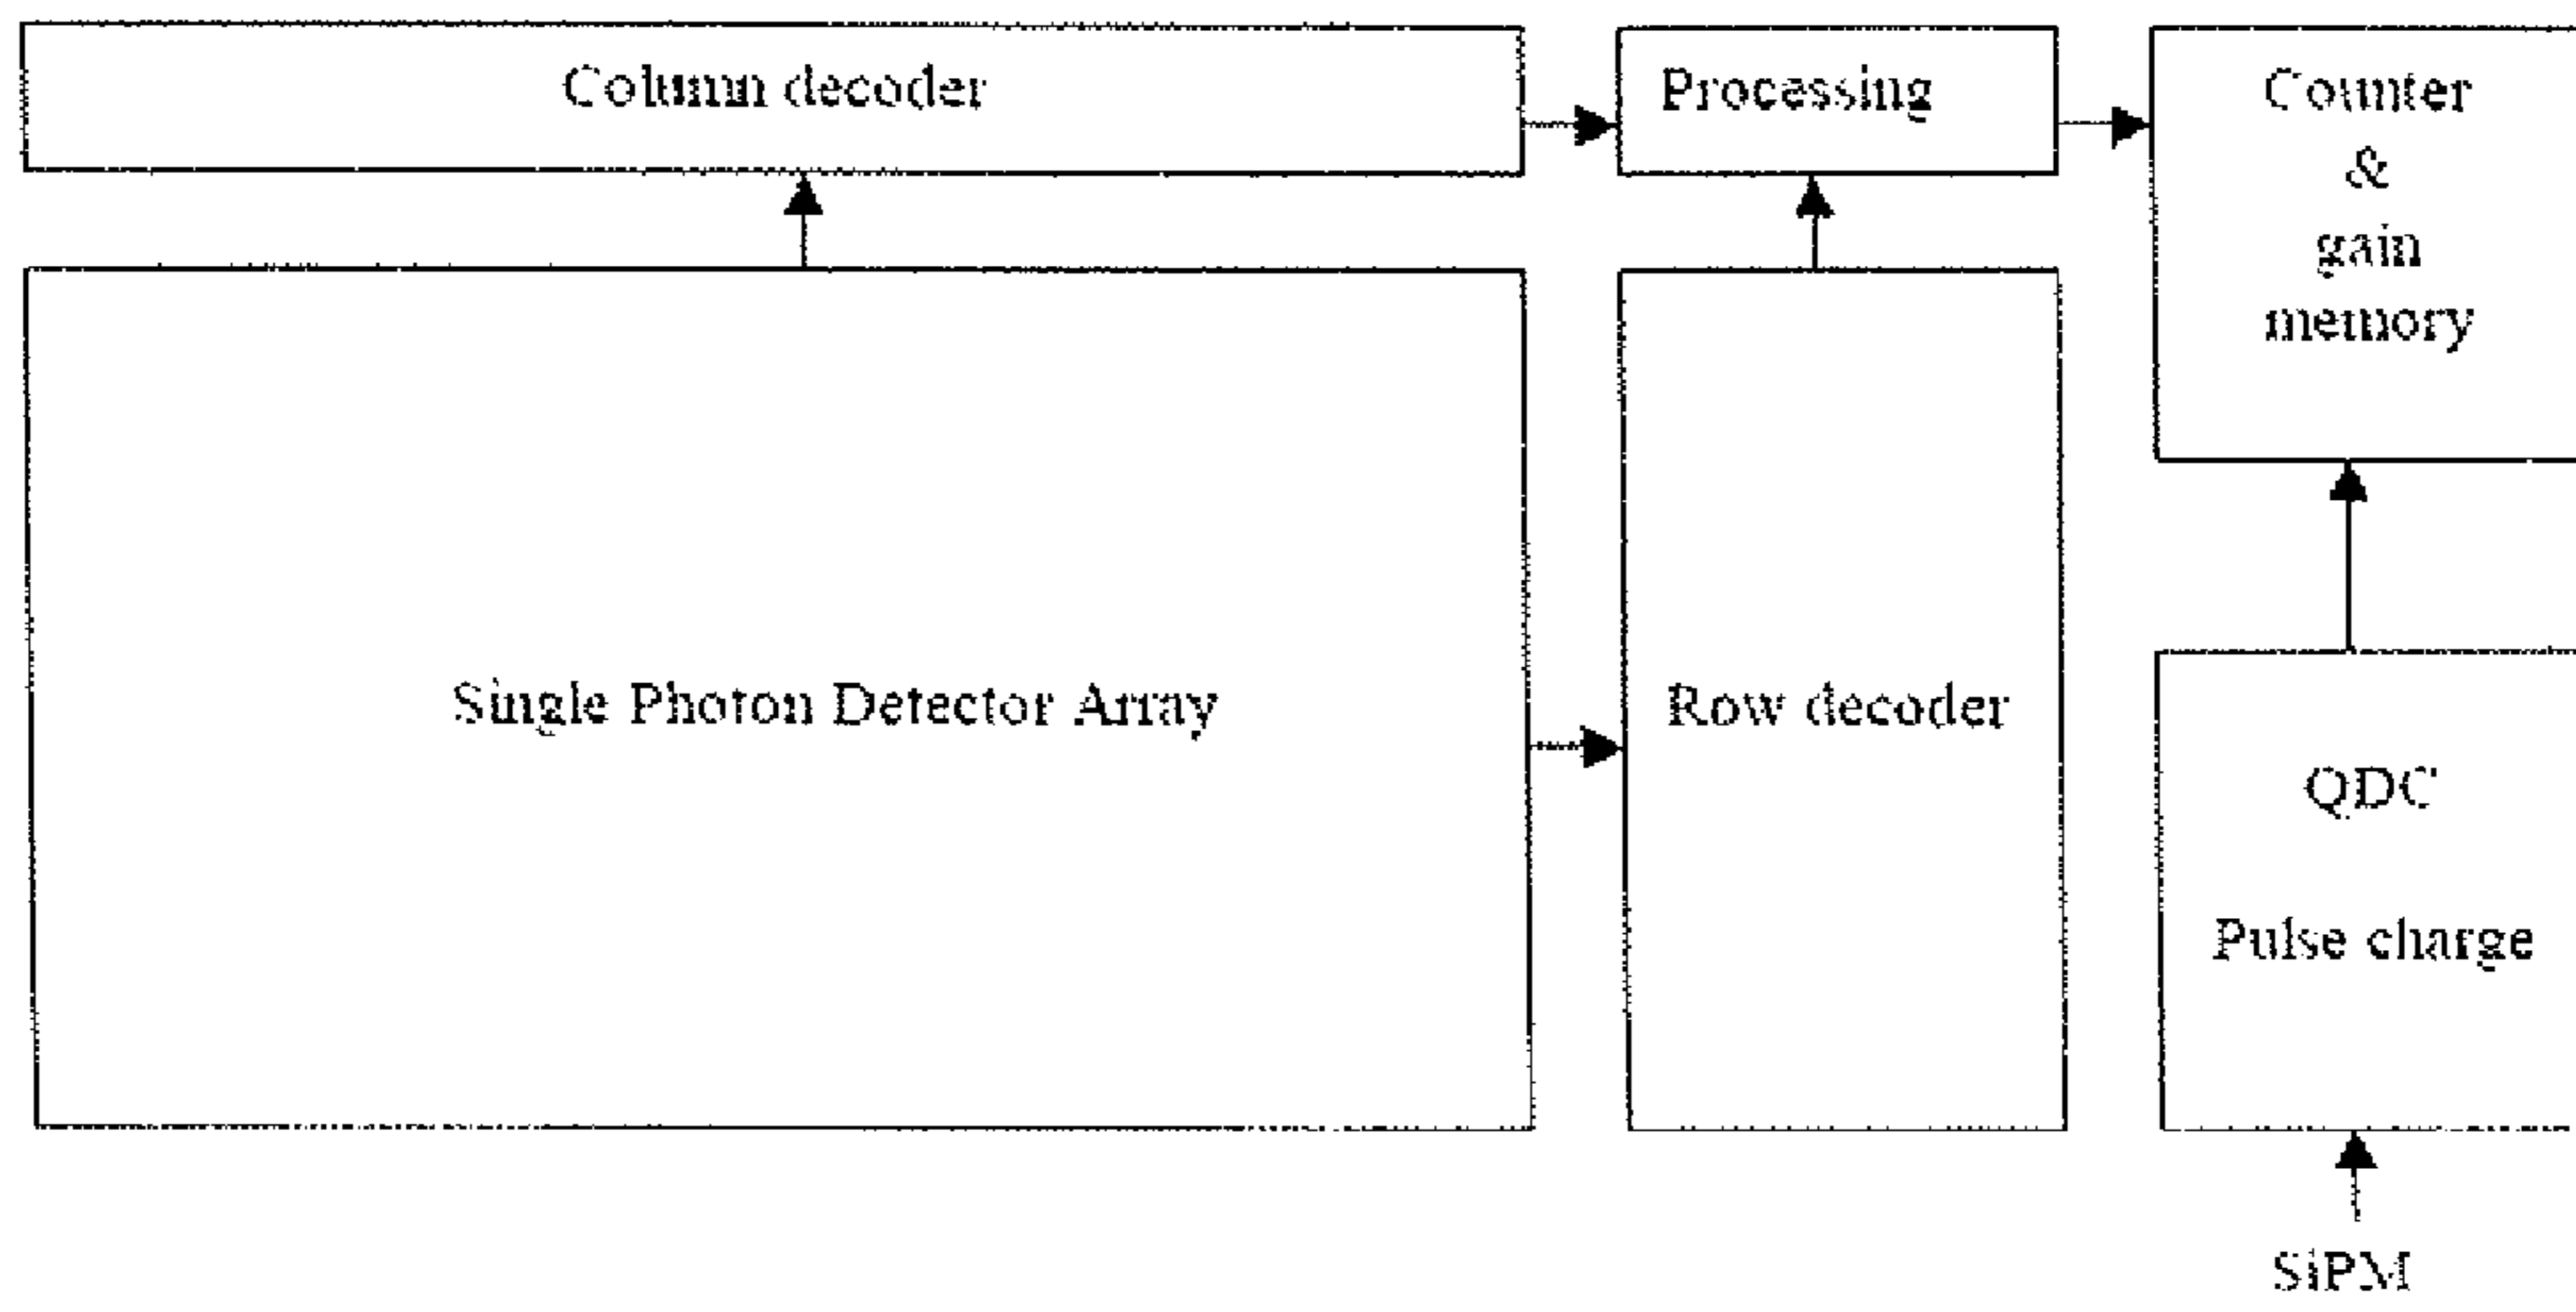 Column decoder
Processing
Counter
&
gain
memory
Single Photon Detector Array
Row decoder
QDC
Pulse charge
SiPM